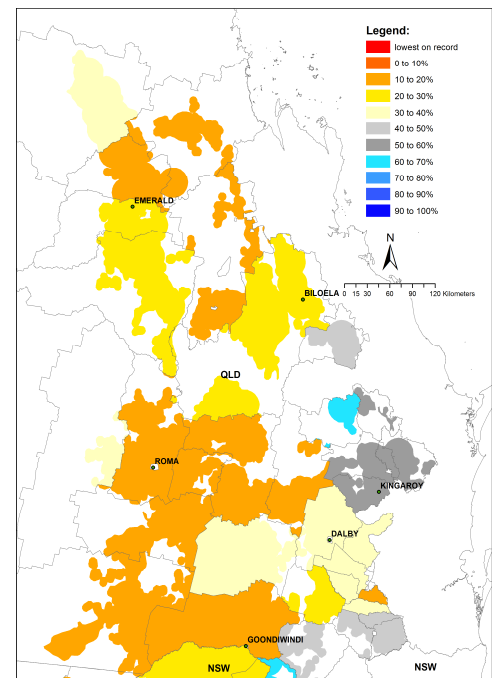 Legend:
lowest on record
0 to 10%
10 to 20%
20 to 30%
30 to 40%
40 to 50%
50 to 60%
60 to 70%
70 to 80%
80 to 90%
90 to 100%
EMERALD
N
0 15 30 60 90 120 Kilometers
BILOELA
QLD
ROMA
KINGAROY
DALBY
GOONDIWINDI
NSW
NSW